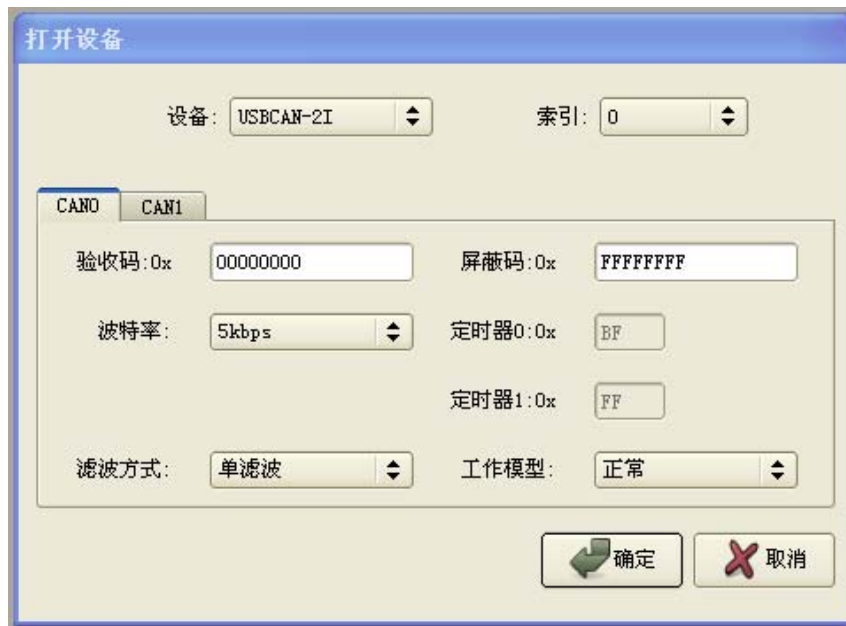 打开设备
设备: USBCAN-2I 索引: 0
CAN0 CAN1
验收码:0x 00000000 屏蔽码:0x FFFFFFFF
波特率: 5kbps 定时器0:0x BF
定时器1:0x FF
滤波方式: 单滤波 工作模型: 正常
确定 取消